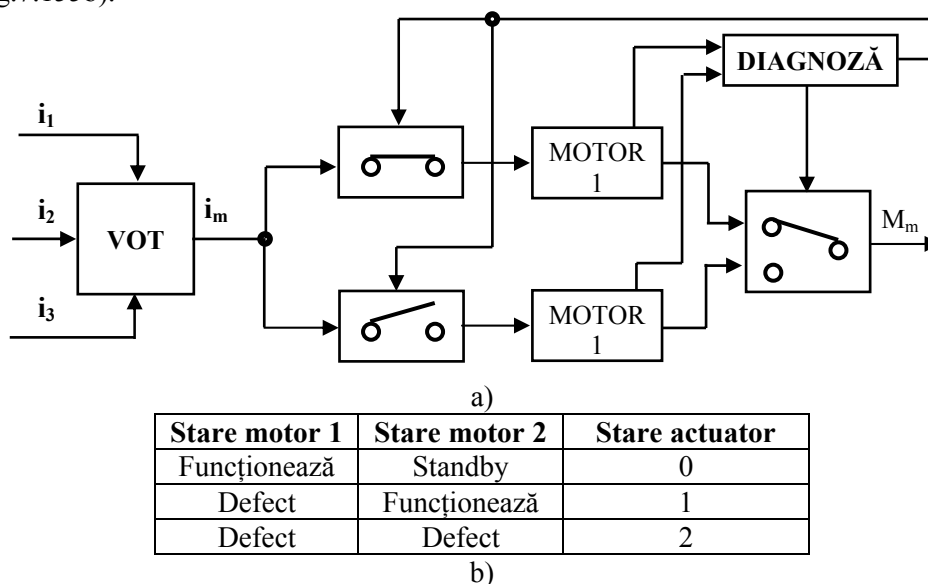 DIAGNOZĂ
i1
MOTOR
1
i2
im
VOT
Mm
i3
MOTOR
1
a)
Stare motor 1 Stare motor 2 Stare actuator
Funcționează Standby 0
Defect Funcționează 1
Defect Defect 2
b)